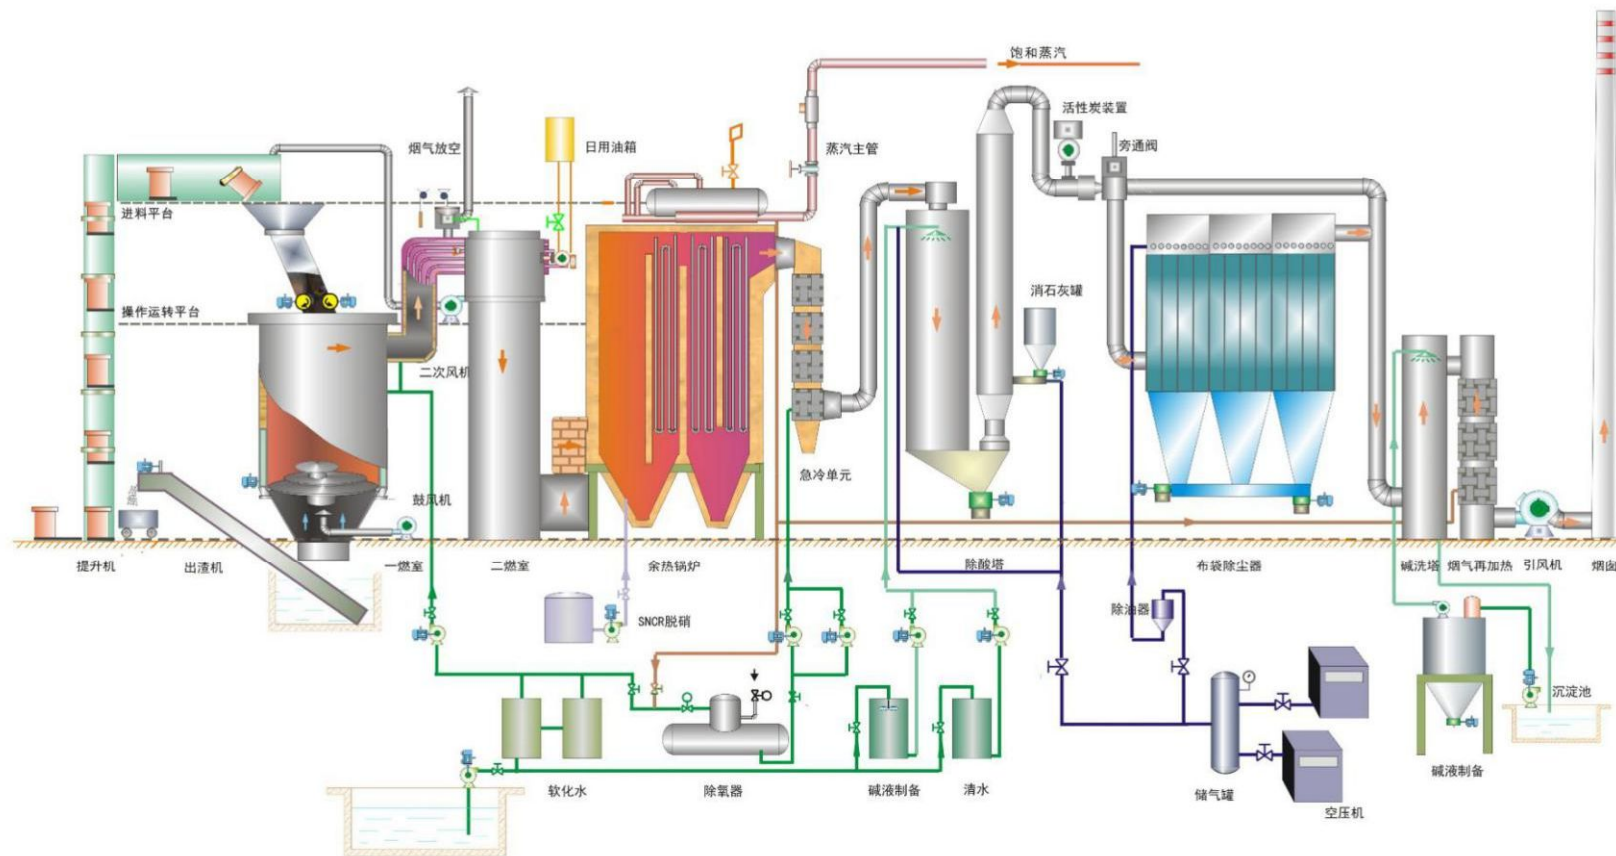 饱和蒸汽
活性炭装置
烟气放空
日用油箱
蒸汽主管
旁通阀
进料平台
消石灰罐
操作运转平台
二次风机
急冷单元
鼓风机
提升机
出渣机
一燃室
二燃室
余热锅炉
除酸塔
布袋除尘器
碱洗塔
烟气再加热
引风机
烟囱
SNCR脱硝
除油器
沉淀池
软化水
除氧器
碱液制备
清水
储气罐
空压机
碱液制备